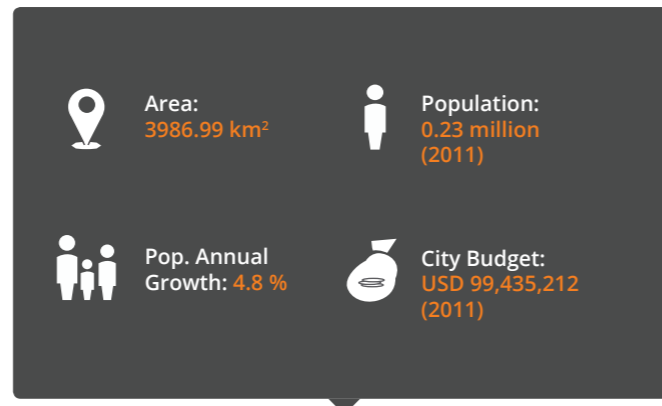 Area:
3986.99 km²
Population:
0.23 million
(2011)
Pop. Annual
Growth: 4.8 %
City Budget:
USD 99,435,212
(2011)